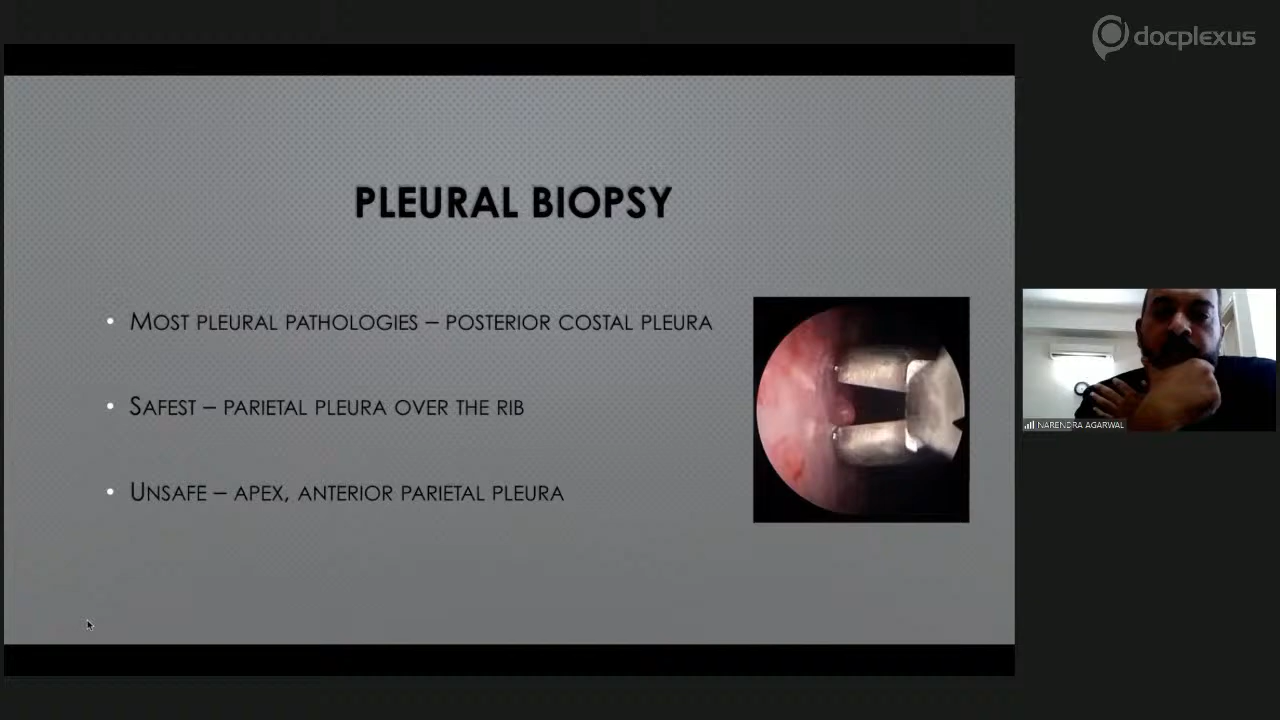 docplexus
PLEURAL BIOPSY
• MOST PLEURAL PATHOLOGIES – POSTERIOR COSTAL PLEURA
• SAFEST – PARIETAL PLEURA OVER THE RIB
• UNSAFE – APEX, ANTERIOR PARIETAL PLEURA
NARENDRA AGARWAL